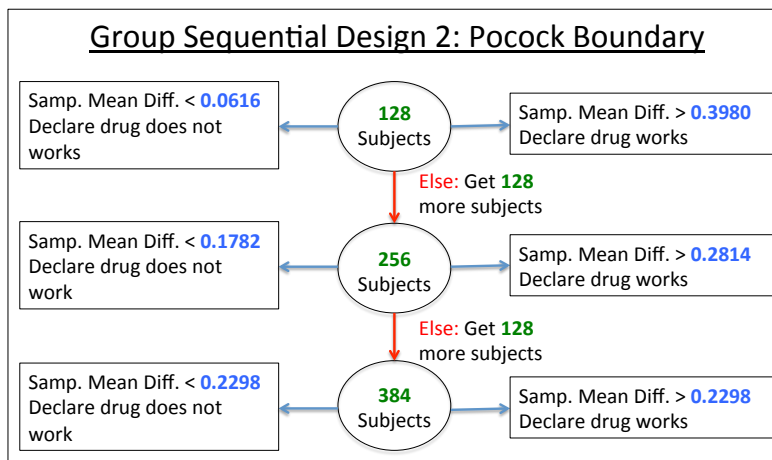 Group Sequential Design 2: Pocock Boundary
Samp. Mean Diff. < 0.0616
Declare drug does not
works
128
Subjects
Samp. Mean Diff. > 0.3980
Declare drug works
Else: Get 128
more subjects
Samp. Mean Diff. < 0.1782
Declare drug does not
work
256
Subjects
Samp. Mean Diff. > 0.2814
Declare drug works
Else: Get 128
more subjects
Samp. Mean Diff. < 0.2298
Declare drug does not
work
384
Subjects
Samp. Mean Diff. > 0.2298
Declare drug works